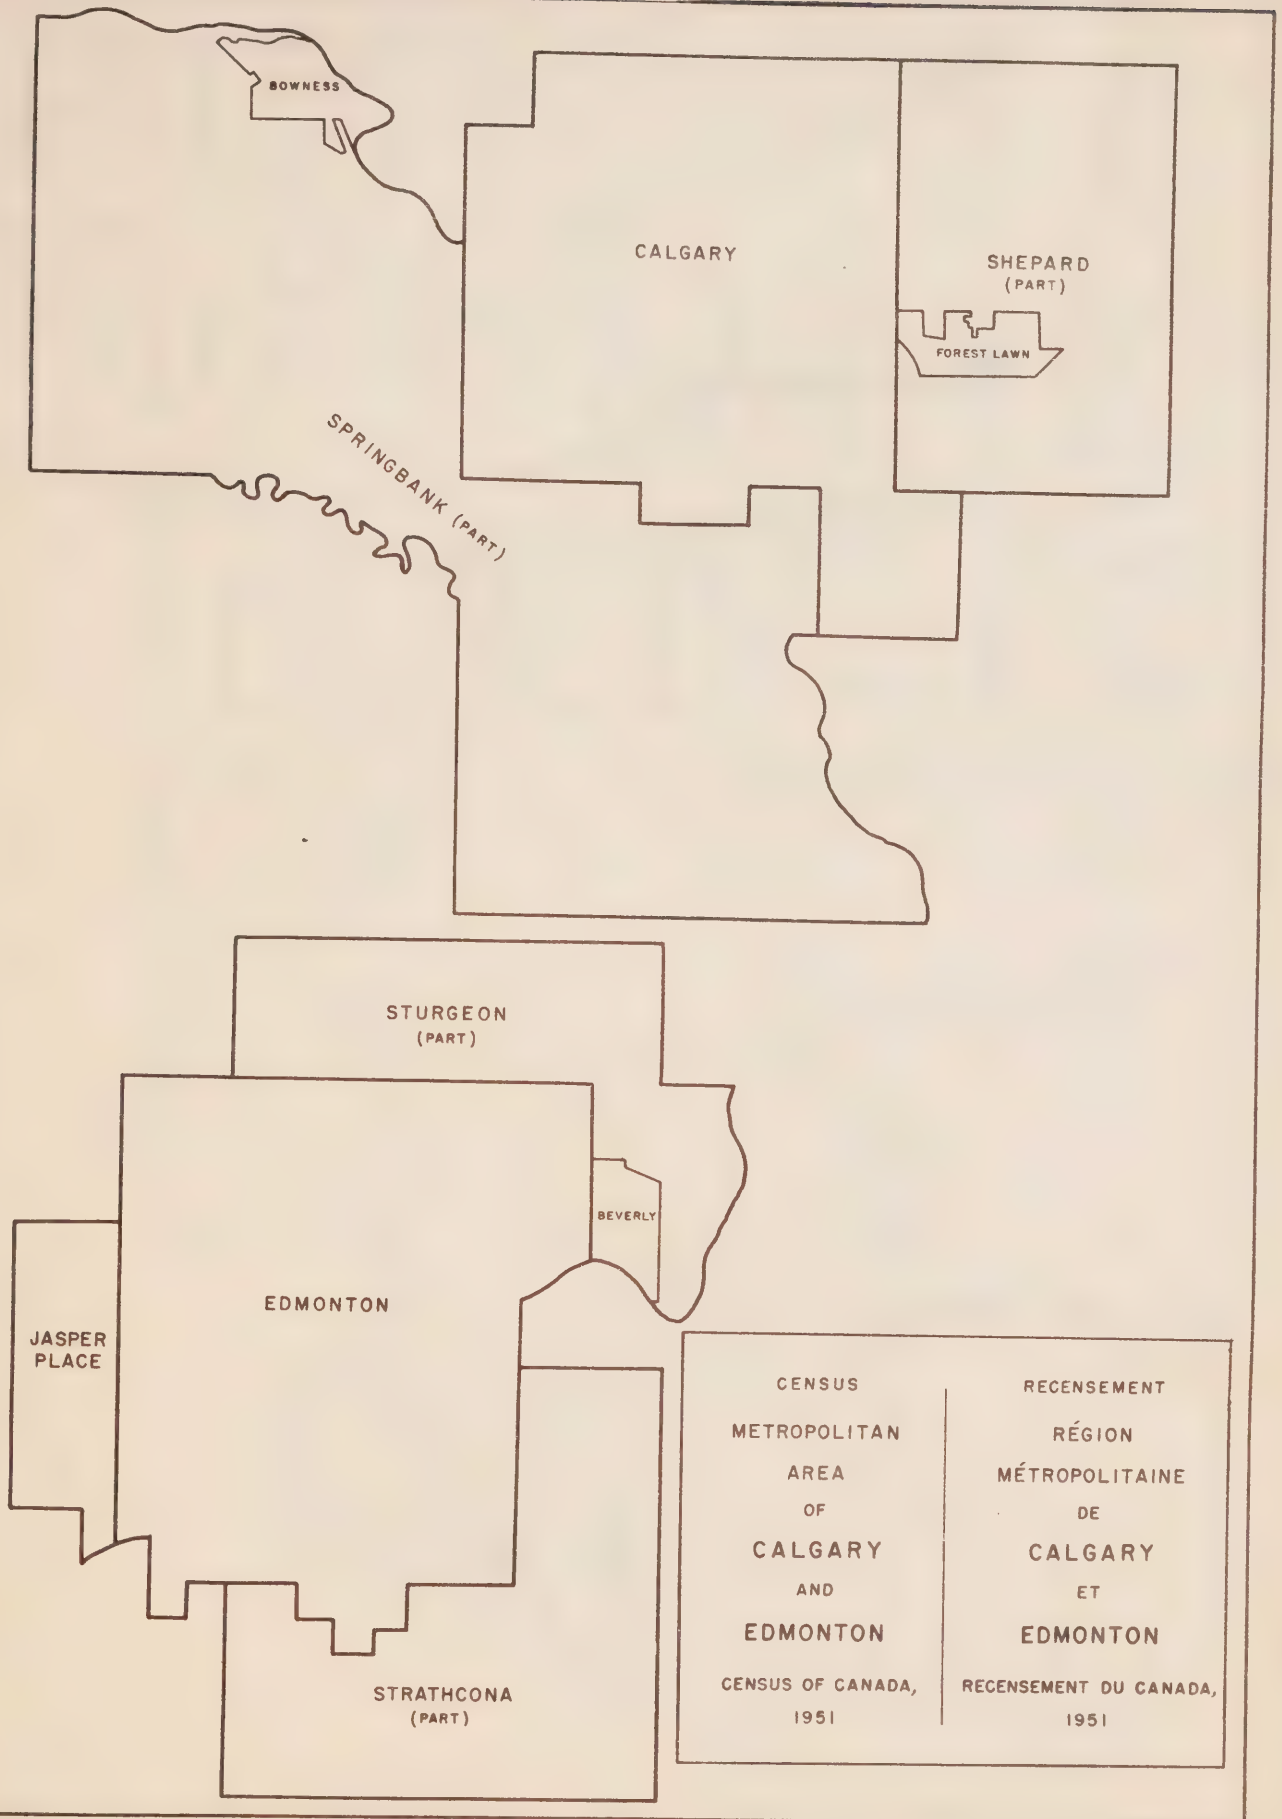 BOWNESS
CALGARY
SHEPARD
(PART)
FOREST LAWN
SPRINGBANK (PART)
STURGEON
(PART)
BEVERLY
EDMONTON
JASPER
PLACE
STRATHCONA
(PART)
CENSUS
METROPOLITAN
AREA
OF
CALGARY
AND
EDMONTON
CENSUS OF CANADA,
1951
RECENSEMENT
RÉGION
MÉTROPOLITAINE
DE
CALGARY
ET
EDMONTON
RECENSEMENT DU CANADA,
1951